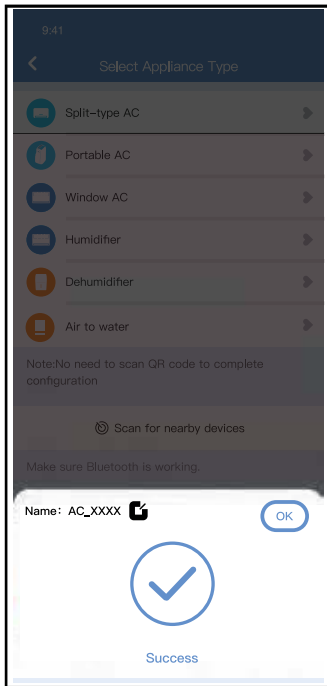 9:41
Select Appliance Type
Split-type AC
Portable AC
Window AC
Humidifier
Dehumidifier
Air to water
Note:No need to scan QR code to complete
configuration
Scan for nearby devices
Make sure Bluetooth is working.
Name: AC_XXXX
OK
Success